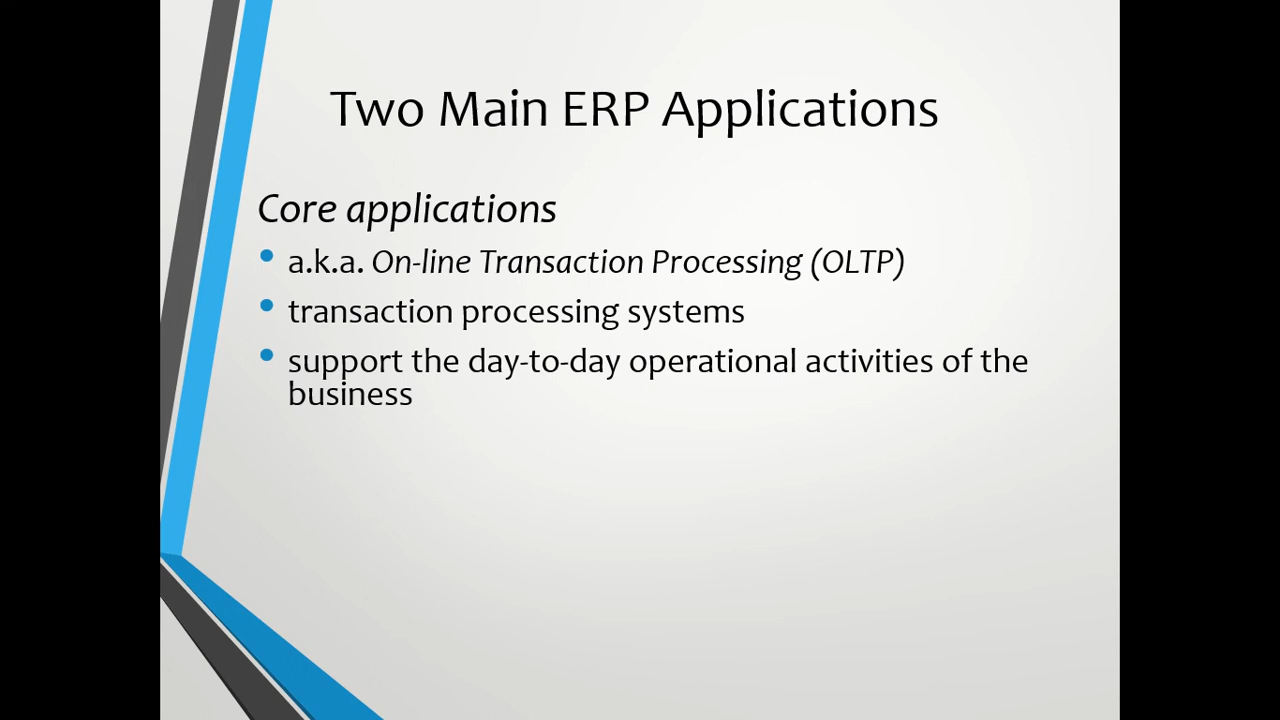 Two Main ERP Applications
Core applications
• a.k.a. On-line Transaction Processing (OLTP)
• transaction processing systems
• support the day-to-day operational activities of the
business